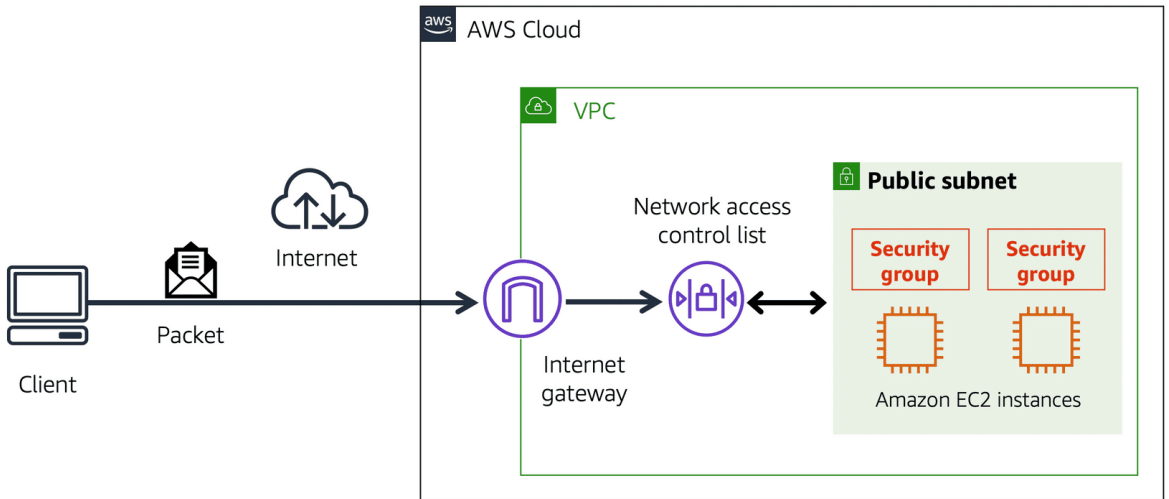 aws
AWS Cloud
VPC
Public subnet
Network access
control list
Security
group
Security
group
Internet
Packet
Client
Internet
gateway
Amazon EC2 instances